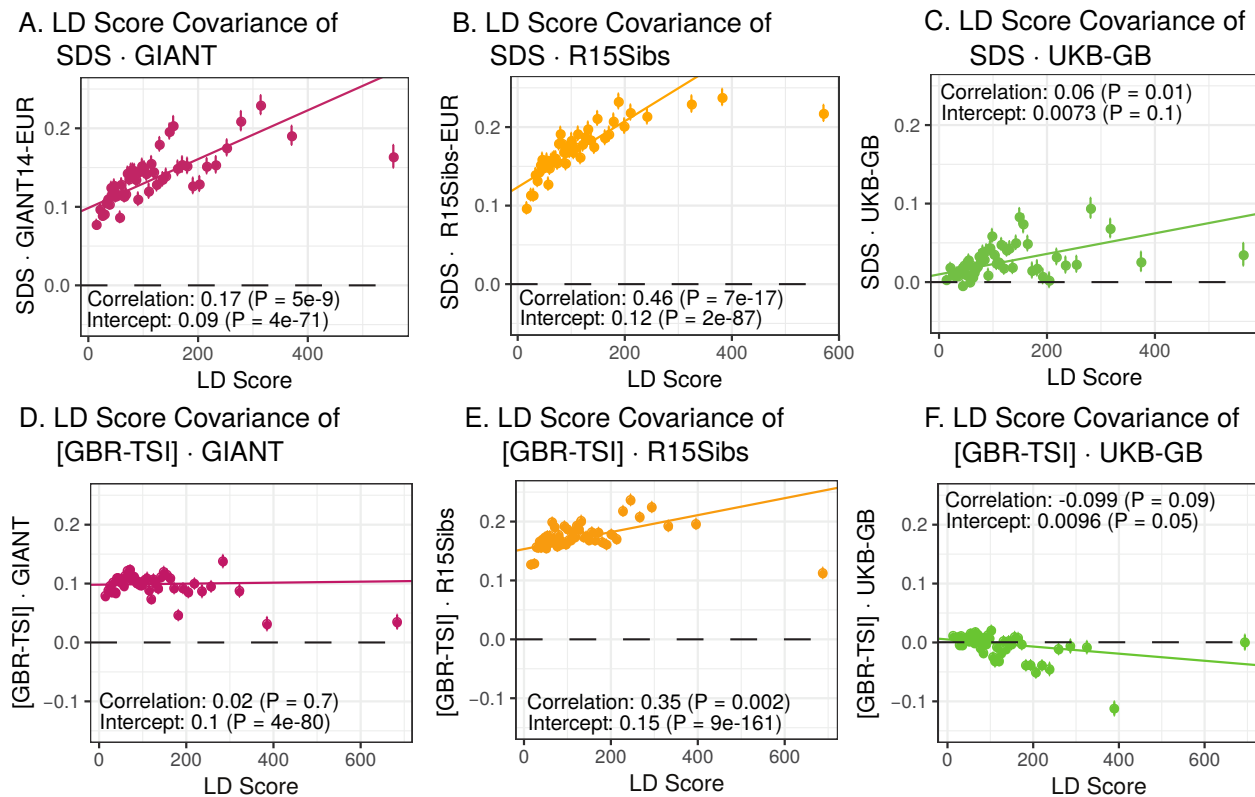 A. LD Score Covariance of
SDS · GIANT
SDS · GIANT14-EUR
0.2
0.1
0.0
Correlation: 0.17 (P = 5e-9)
Intercept: 0.09 (P = 4e-71)
0
200
400
LD Score
B. LD Score Covariance of
SDS · R15Sibs
SDS · R15Sibs-EUR
0.2
0.1
0.0
Correlation: 0.46 (P = 7e-17)
Intercept: 0.12 (P = 2e-87)
0
200
400
600
LD Score
C. LD Score Covariance of
SDS · UKB-GB
Correlation: 0.06 (P = 0.01)
Intercept: 0.0073 (P = 0.1)
SDS · UKB-GB
0.2
0.1
0.0
0
200
400
LD Score
D. LD Score Covariance of
[GBR-TSI] · GIANT
[GBR-TSI] · GIANT
0.2
0.1
0.0
−0.1
Correlation: 0.02 (P = 0.7)
Intercept: 0.1 (P = 4e-80)
0
200
400
600
LD Score
E. LD Score Covariance of
[GBR-TSI] · R15Sibs
[GBR-TSI] · R15Sibs
0.2
0.1
0.0
−0.1
Correlation: 0.35 (P = 0.002)
Intercept: 0.15 (P = 9e-161)
0
200
400
600
LD Score
F. LD Score Covariance of
[GBR-TSI] · UKB-GB
Correlation: -0.099 (P = 0.09)
Intercept: 0.0096 (P = 0.05)
[GBR-TSI] · UKB-GB
0.2
0.1
0.0
−0.1
0
200
400
600
LD Score